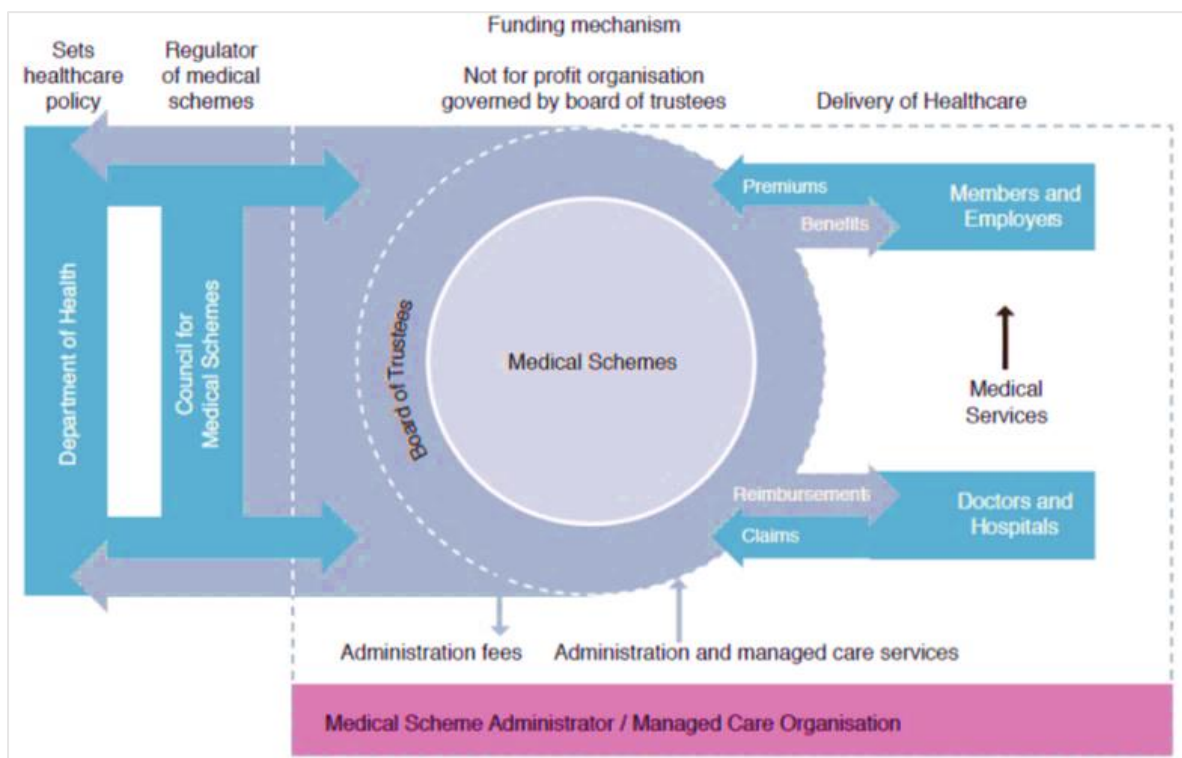 Funding mechanism
Sets
healthcare
policy
Regulator
of medical
schemes
Not for profit organisation
governed by board of trustees
Delivery of Healthcare
Department of Health
Council for
Medical Schemes
Board of Trustees
Medical Schemes
Premiums
Benefits
Members and
Employers
Medical
Services
Reimbursements
Claims
Doctors and
Hospitals
Administration fees
Administration and managed care services
Medical Scheme Administrator / Managed Care Organisation